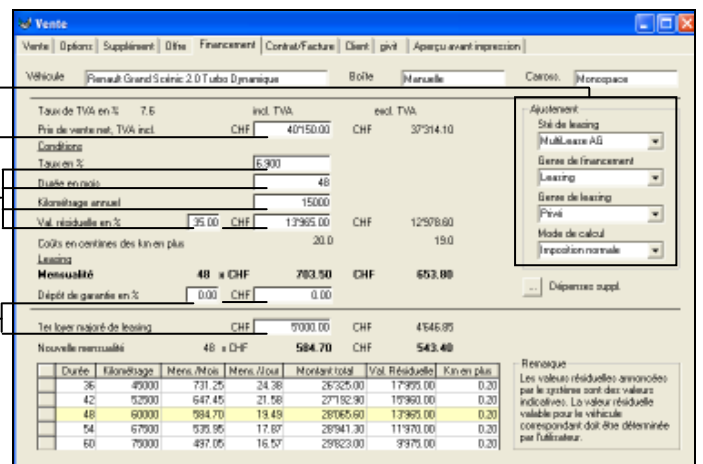 Vente
Vente Options Supplément Offre Financement Contrat/Facture Client givit Aperçu avant impression
Véhicule Renault Grand Scénic 2.0 Turbo Dynamique Boîte Manuelle Carross. Monospace
Taux de TVA en % 7.6 incl. TVA excl. TVA
Prix de vente net, TVA incl. CHF 40'150.00 CHF 37'314.10
Conditions
Taux en % 6.900
Durée en mois 48
Kilométrage annuel 15000
Val. résiduelle en % 35.00 CHF 13'965.00 CHF 12'978.60
Coûts en centimes des km en plus 20.0 19.0
Leasing
Mensualité 48 x CHF 703.50 CHF 653.80
Dépôt de garantie en % 0.00 CHF 0.00
1er loyer majoré de leasing CHF 5'000.00 CHF 4'646.85
Nouvelle mensualité 48 x CHF 584.70 CHF 543.40
Ajustement
Sté de leasing
MultiLease AG
Genre de financement
Leasing
Genre de leasing
Privé
Mode de calcul
Imposition normale
... Dépenses suppl.
Durée Kilométrage Mens./Mois Mens./Jour Montant total Val. Résiduelle Km en plus
36 45000 731.25 24.38 26'325.00 17'955.00 0.20
42 52500 647.45 21.58 27'192.90 15'960.00 0.20
48 60000 584.70 19.49 28'065.60 13'965.00 0.20
54 67500 535.95 17.87 28'941.30 11'970.00 0.20
60 75000 497.05 16.57 29'823.00 9'975.00 0.20
Remarque
Les valeurs résiduelles annoncées
par le système sont des valeurs
indicatives. La valeur résiduelle
valable pour le véhicule
correspondant doit être déterminée
par l'utilisateur.